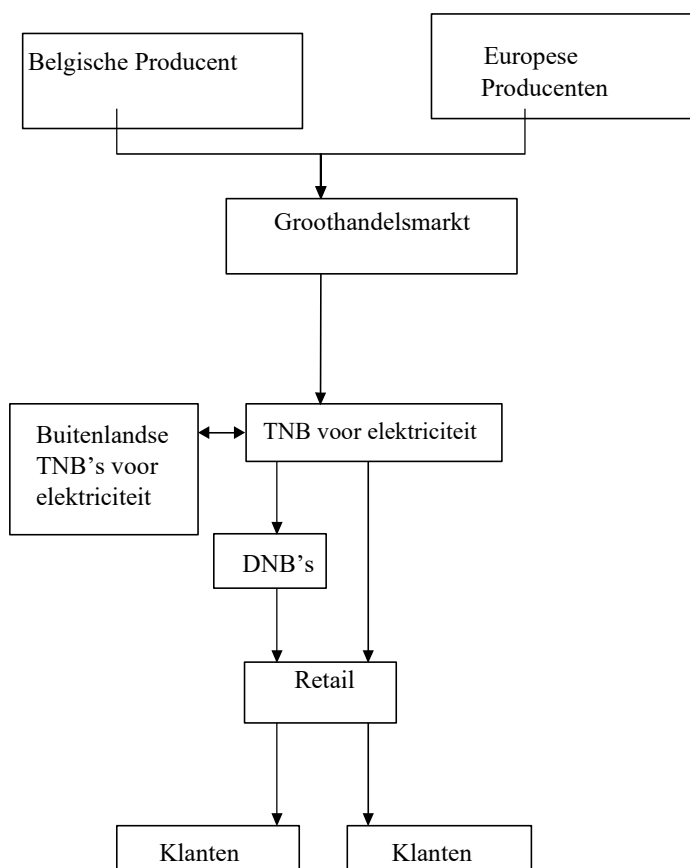 Belgische Producent
Europese
Producenten
Groothandelsmarkt
TNB voor elektriciteit
Buitenlandse
TNB’s voor
elektriciteit
DNB’s
Retail
Klanten
Klanten